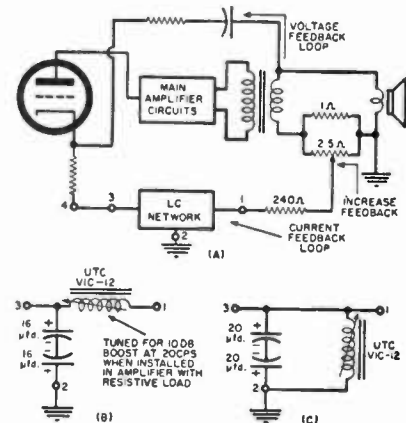 VOLTAGE
FEEDBACK
LOOP
(A)
MAIN
AMPLIFIER
CIRCUITS
1Ω
25Ω
4
3
LC
NETWORK
1
240Ω
2
INCREASE
FEEDBACK
(A)
CURRENT
FEEDBACK
LOOP
UTC
VIC-12
3
1
16
µfd.
16
µfd.
2
TUNED FOR 10DB
BOOST AT 20CPS
WHEN INSTALLED
IN AMPLIFIER WITH
RESISTIVE LOAD
(B)
3
1
20
µfd.
20
µfd.
2
UTC
VIC-12
(C)